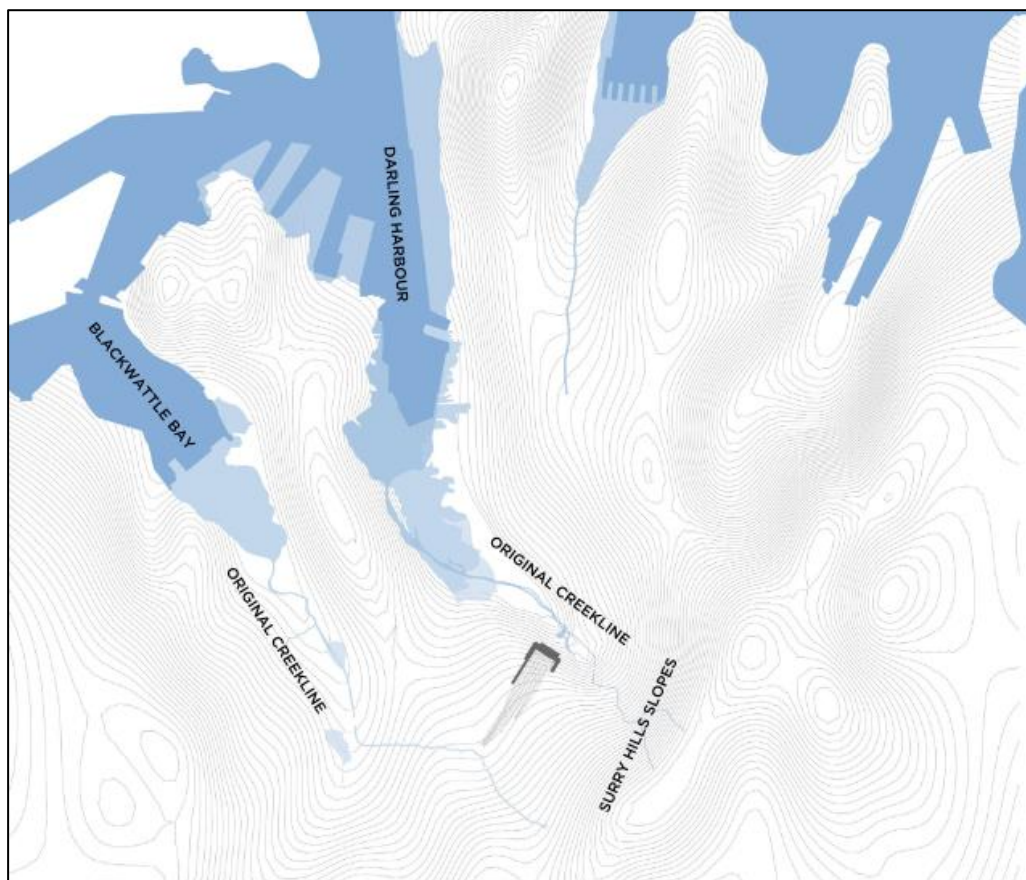 DARLING HARBOUR
BLACKWATTLE BAY
ORIGINAL CREEKLINE
ORIGINAL CREEKLINE
SURRY HILLS SLOPES